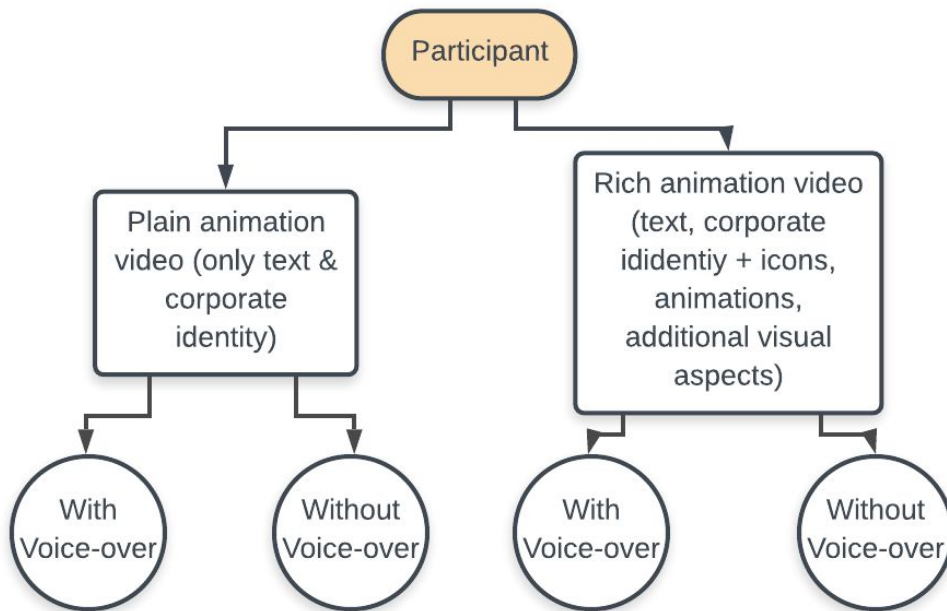 Participant
Plain animation
video (only text &
corporate
identity)
Rich animation video
(text, corporate
ididentiy + icons,
animations,
additional visual
aspects)
With
Voice-over
Without
Voice-over
With
Voice-over
Without
Voice-over